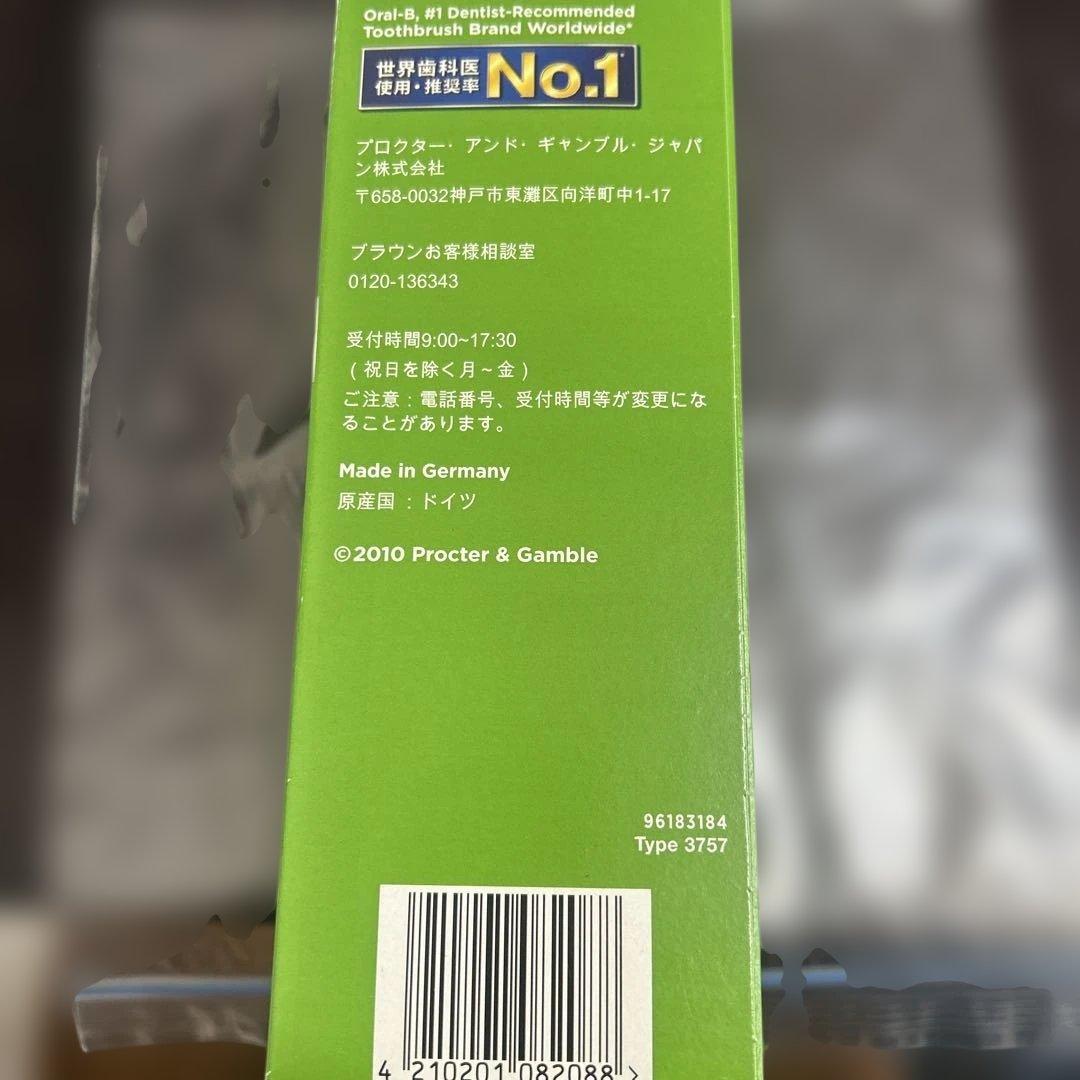 Oral-B, #1 Dentist-Recommended
Toothbrush Brand Worldwide*
世界歯科医
使用・推奨率
No.1*
プロクター・アンド・ギャンブル・ジャパ
ン株式会社
〒658-0032神戸市東灘区向洋町中1-17
ブラウンお客様相談室
0120-136343
受付時間9:00~17:30
(祝日を除く月~金)
ご注意:電話番号、受付時間等が変更にな
ることがあります。
Made in Germany
原産国:ドイツ
©2010 Procter & Gamble
96183184
Type 3757
4 210201 082088 >